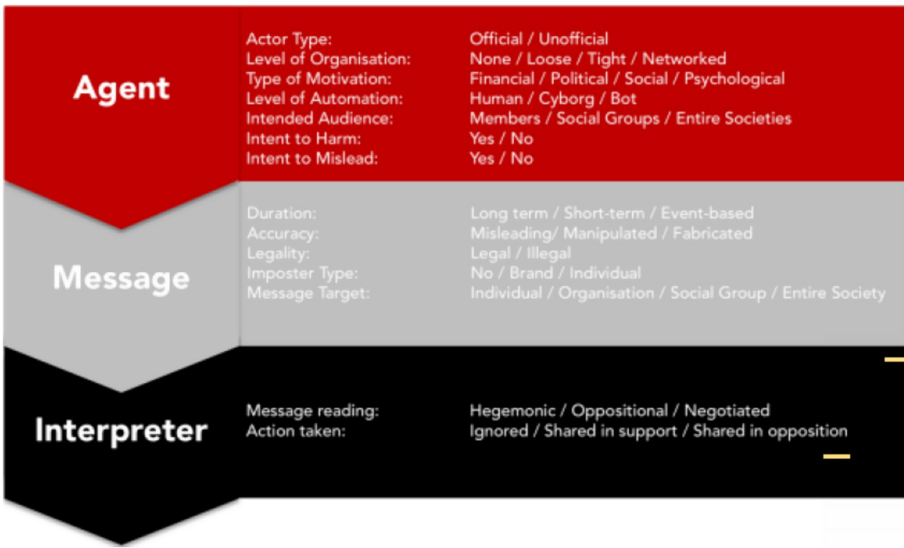 Agent
Actor Type: Official / Unofficial
Level of Organisation: None / Loose / Tight / Networked
Type of Motivation: Financial / Political / Social / Psychological
Level of Automation: Human / Cyborg / Bot
Intended Audience: Members / Social Groups / Entire Societies
Intent to Harm: Yes / No
Intent to Mislead: Yes / No
Message
Duration: Long term / Short-term / Event-based
Accuracy: Misleading/ Manipulated / Fabricated
Legality: Legal / Illegal
Imposter Type: No / Brand / Individual
Message Target: Individual / Organisation / Social Group / Entire Society
Interpreter
Message reading: Hegemonic / Oppositional / Negotiated
Action taken: Ignored / Shared in support / Shared in opposition